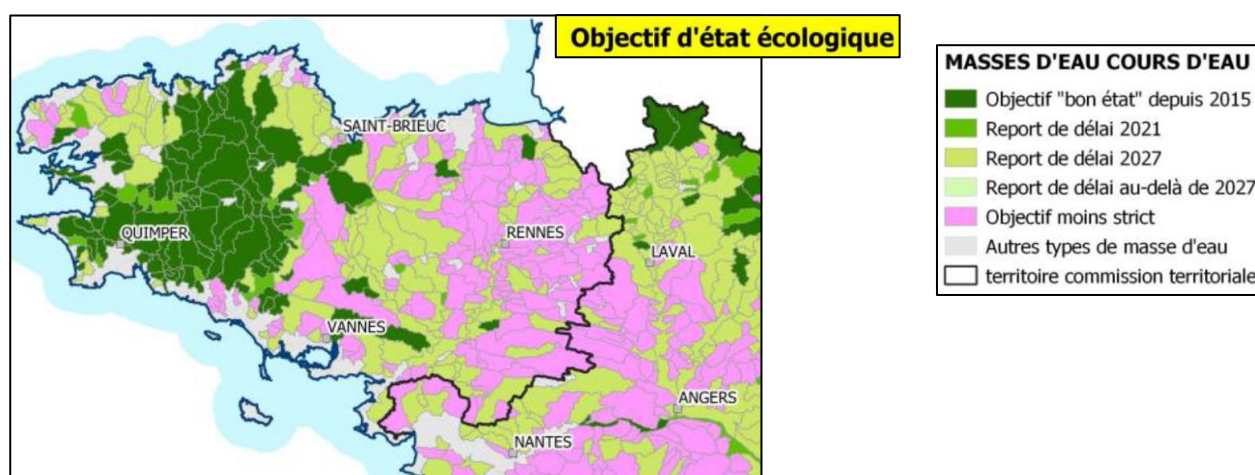 Objectif d'état écologique
SAINT-BRIEUC
QUIMPER
RENNES
LAVAL
VANNES
ANGERS
NANTES
MASSES D'EAU COURS D'EAU
Objectif "bon état" depuis 2015
Report de délai 2021
Report de délai 2027
Report de délai au-delà de 2027
Objectif moins strict
Autres types de masse d'eau
territoire commission territoriale